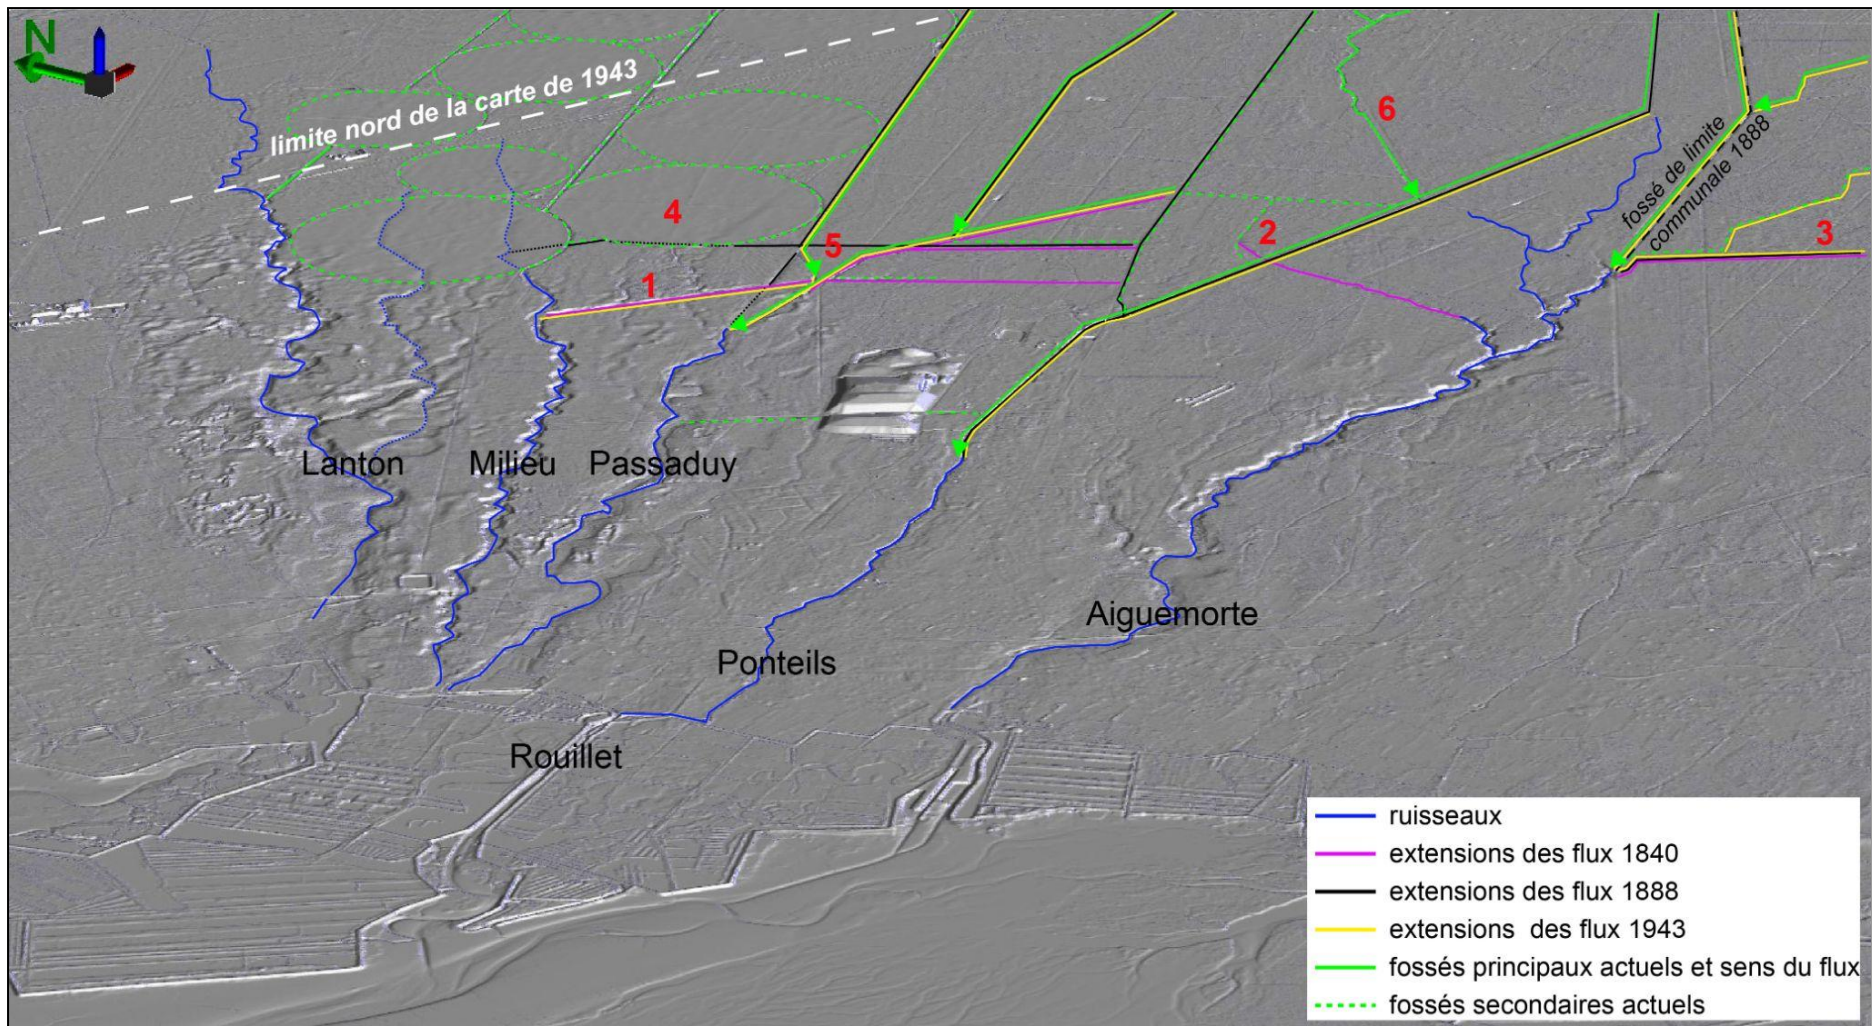 N
limite nord de la carte de 1943
6
fossé de limite
communale 1888
4
5
2
3
1
Lanton
Milieu
Passaduy
Aiguemorte
Ponteils
Rouillet
ruisseaux
extensions des flux 1840
extensions des flux 1888
extensions des flux 1943
fossés principaux actuels et sens du flux
fossés secondaires actuels